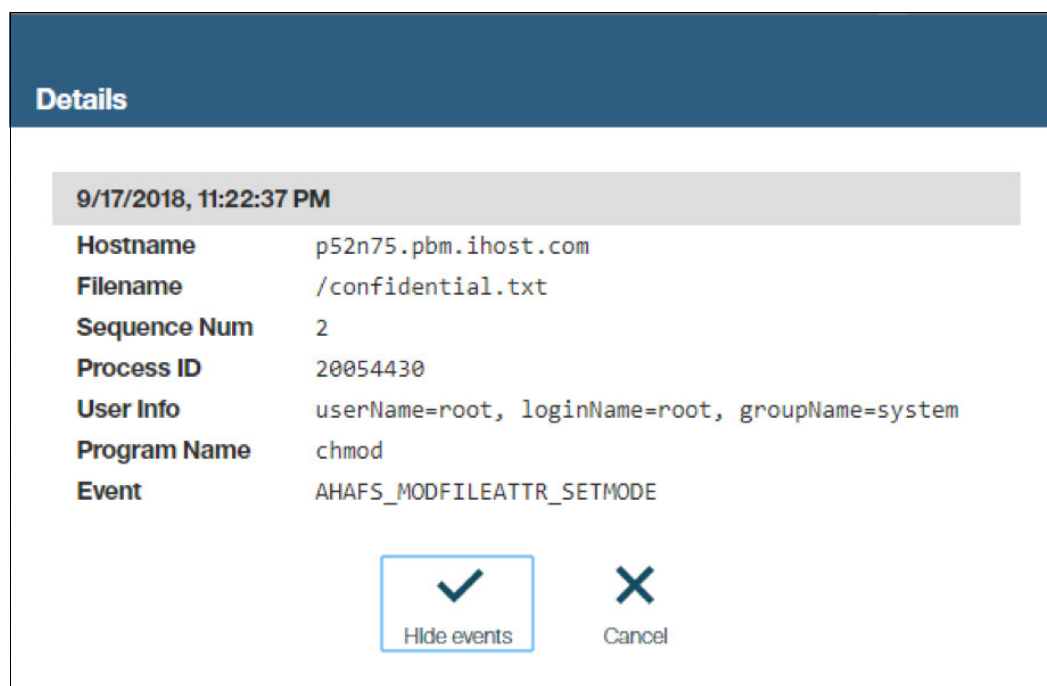 Details
9/17/2018, 11:22:37 PM
Hostname p52n75.pbm.ihost.com
Filename /confidential.txt
Sequence Num 2
Process ID 20054430
User Info userName=root, loginName=root, groupName=system
Program Name chmod
Event AHAFS_MODFILEATTR_SETMODE
HIde events Cancel